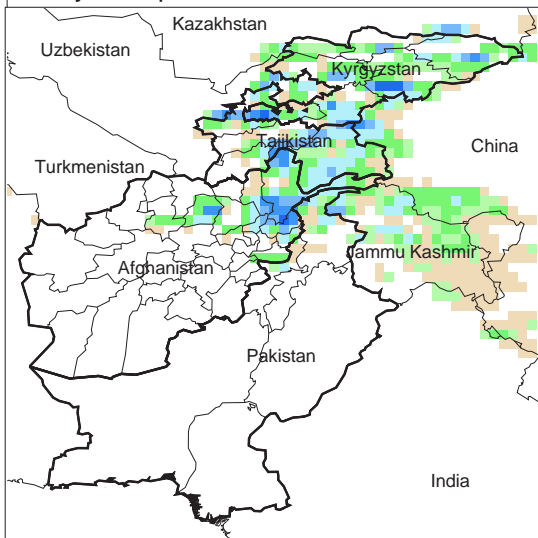 Kazakhstan
Uzbekistan
Kyrgyzstan
Tajikistan
China
Turkmenistan
Jammu Kashmir
Afghanistan
Pakistan
India